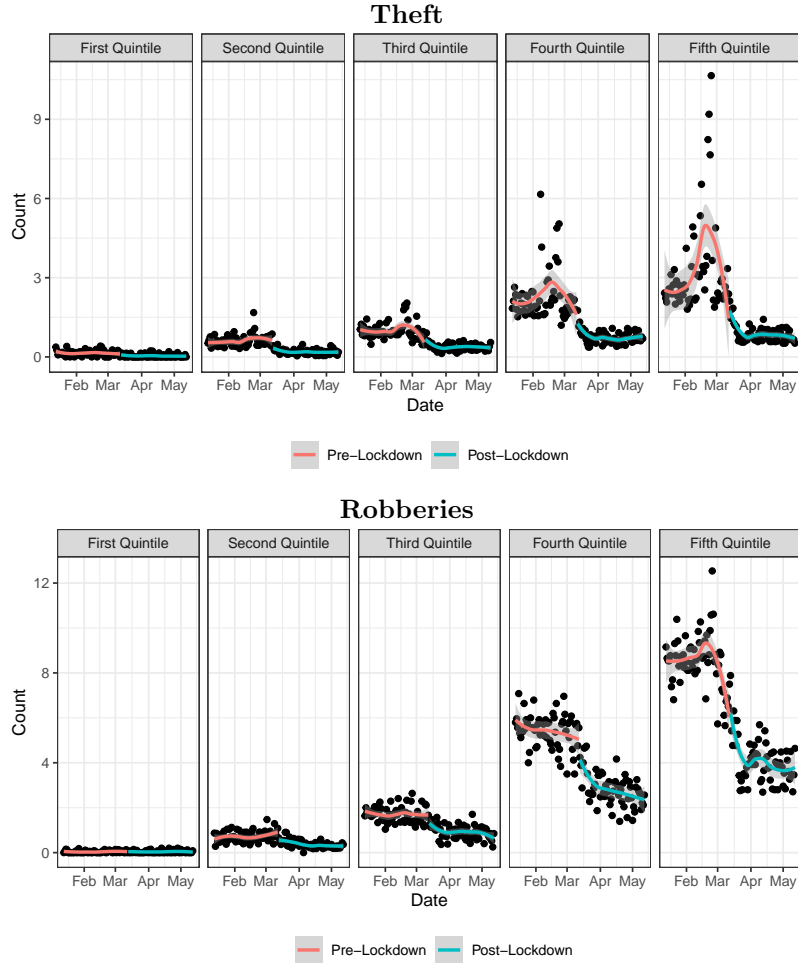 Theft
First Quintile Second Quintile Third Quintile Fourth Quintile Fifth Quintile
9
6
3
0
Count
Feb Mar Apr May Feb Mar Apr May Feb Mar Apr May Feb Mar Apr May Feb Mar Apr May
Date
Pre−Lockdown Post−Lockdown
Robberies
First Quintile Second Quintile Third Quintile Fourth Quintile Fifth Quintile
12
8
4
0
Count
Feb Mar Apr May Feb Mar Apr May Feb Mar Apr May Feb Mar Apr May Feb Mar Apr May
Date
Pre−Lockdown Post−Lockdown